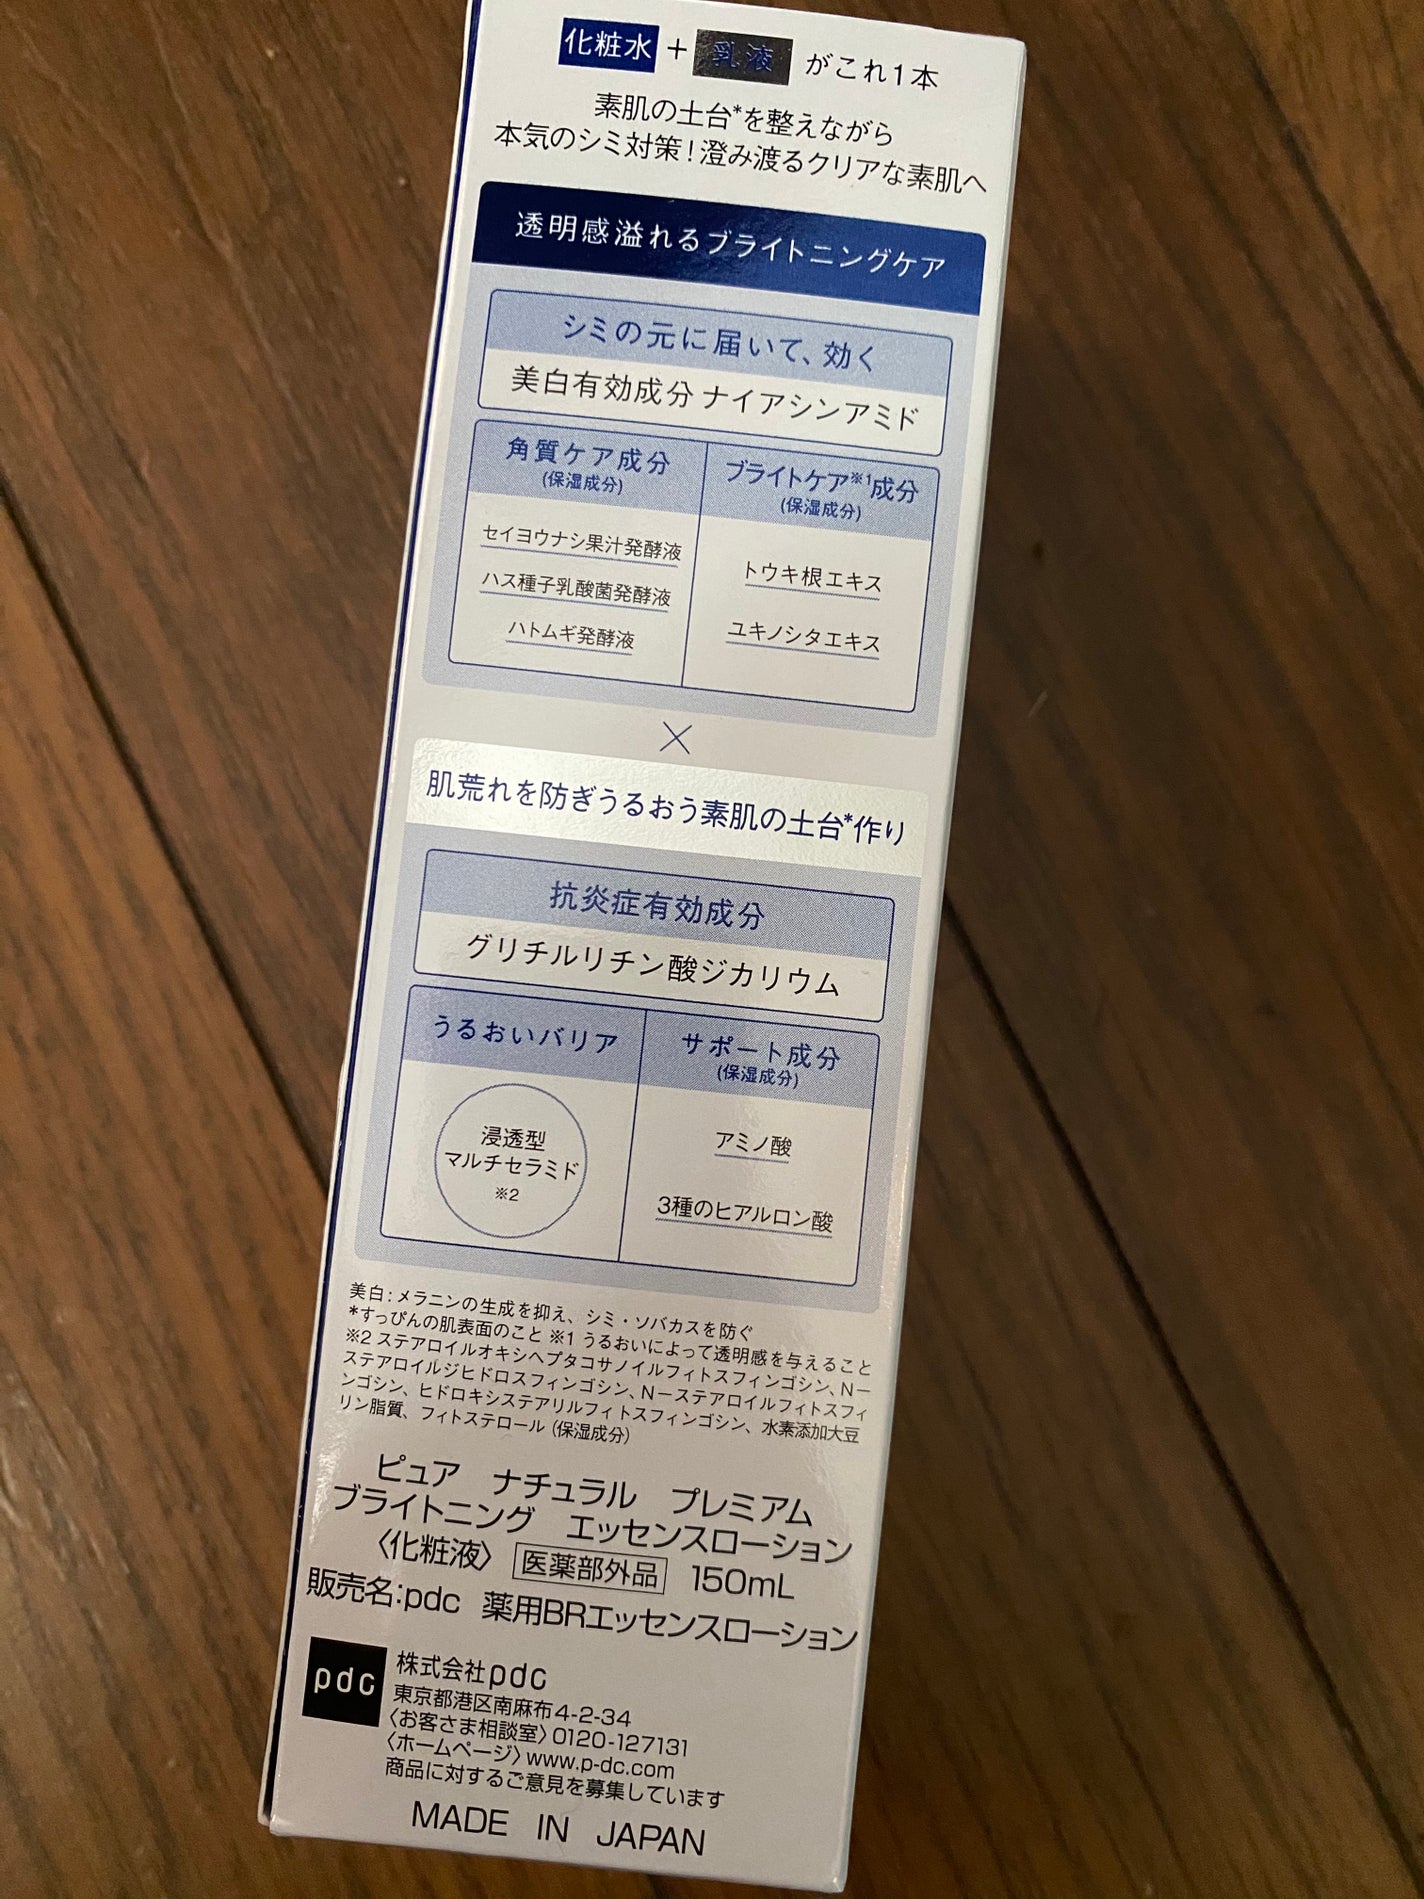 化粧水 + 乳液 がこれ1本
素肌の土台*を整えながら
本気のシミ対策!澄み渡るクリアな素肌へ
透明感溢れるブライトニングケア
シミの元に届いて、効く
美白有効成分 ナイアシンアミド
角質ケア成分
(保湿成分)
セイヨウナシ果汁発酵液
ハス種子乳酸菌発酵液
ハトムギ発酵液
ブライトケア※1成分
(保湿成分)
トウキ根エキス
ユキノシタエキス
×
肌荒れを防ぎうるおう素肌の土台*作り
抗炎症有効成分
グリチルリチン酸ジカリウム
うるおいバリア
浸透型
マルチセラミド
※2
サポート成分
(保湿成分)
アミノ酸
3種のヒアルロン酸
美白:メラニンの生成を抑え、シミ・ソバカスを防ぐ
*すっぴんの肌表面のこと ※1 うるおいによって透明感を与えること
※2 ステアロイルオキシヘプタコサノイルフィトスフィンゴシン、N－
ステアロイルジヒドロスフィンゴシン、N－ステアロイルフィトスフィ
ンゴシン、ヒドロキシステアリルフィトスフィンゴシン、水素添加大豆
リン脂質、フィトステロール (保湿成分)
ピュア ナチュラル プレミアム
ブライトニング エッセンスローション
〈化粧液〉 医薬部外品 150mL
販売名:pdc 薬用BRエッセンスローション
pdc
株式会社pdc
東京都港区南麻布4-2-34
〈お客さま相談室〉0120-127131
〈ホームページ〉www.p-dc.com
商品に対するご意見を募集しています
MADE IN JAPAN